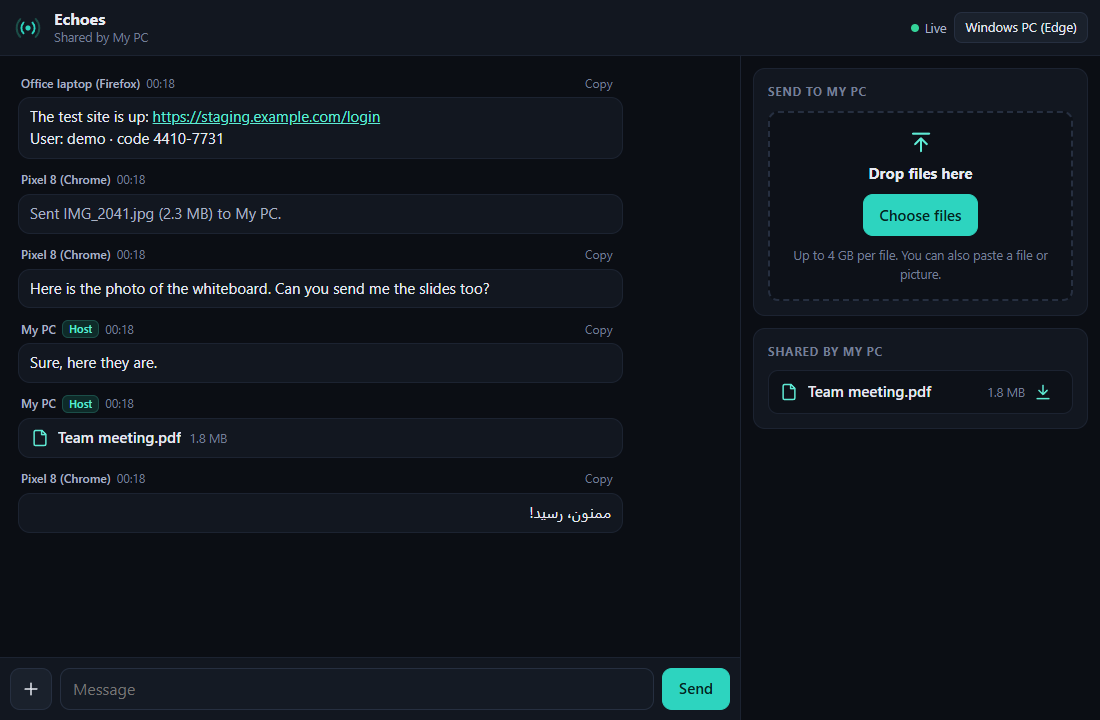 Echoes
Shared by My PC
Live
Windows PC (Edge)
Office laptop (Firefox) 00:18 Copy
The test site is up: https://staging.example.com/login
User: demo · code 4410-7731
Pixel 8 (Chrome) 00:18
Sent IMG_2041.jpg (2.3 MB) to My PC.
Pixel 8 (Chrome) 00:18 Copy
Here is the photo of the whiteboard. Can you send me the slides too?
My PC Host 00:18 Copy
Sure, here they are.
My PC Host 00:18
Team meeting.pdf 1.8 MB
Pixel 8 (Chrome) 00:18 Copy
ممنون، رسید!
Message
Send
SEND TO MY PC
Drop files here
Choose files
Up to 4 GB per file. You can also paste a file or
picture.
SHARED BY MY PC
Team meeting.pdf 1.8 MB